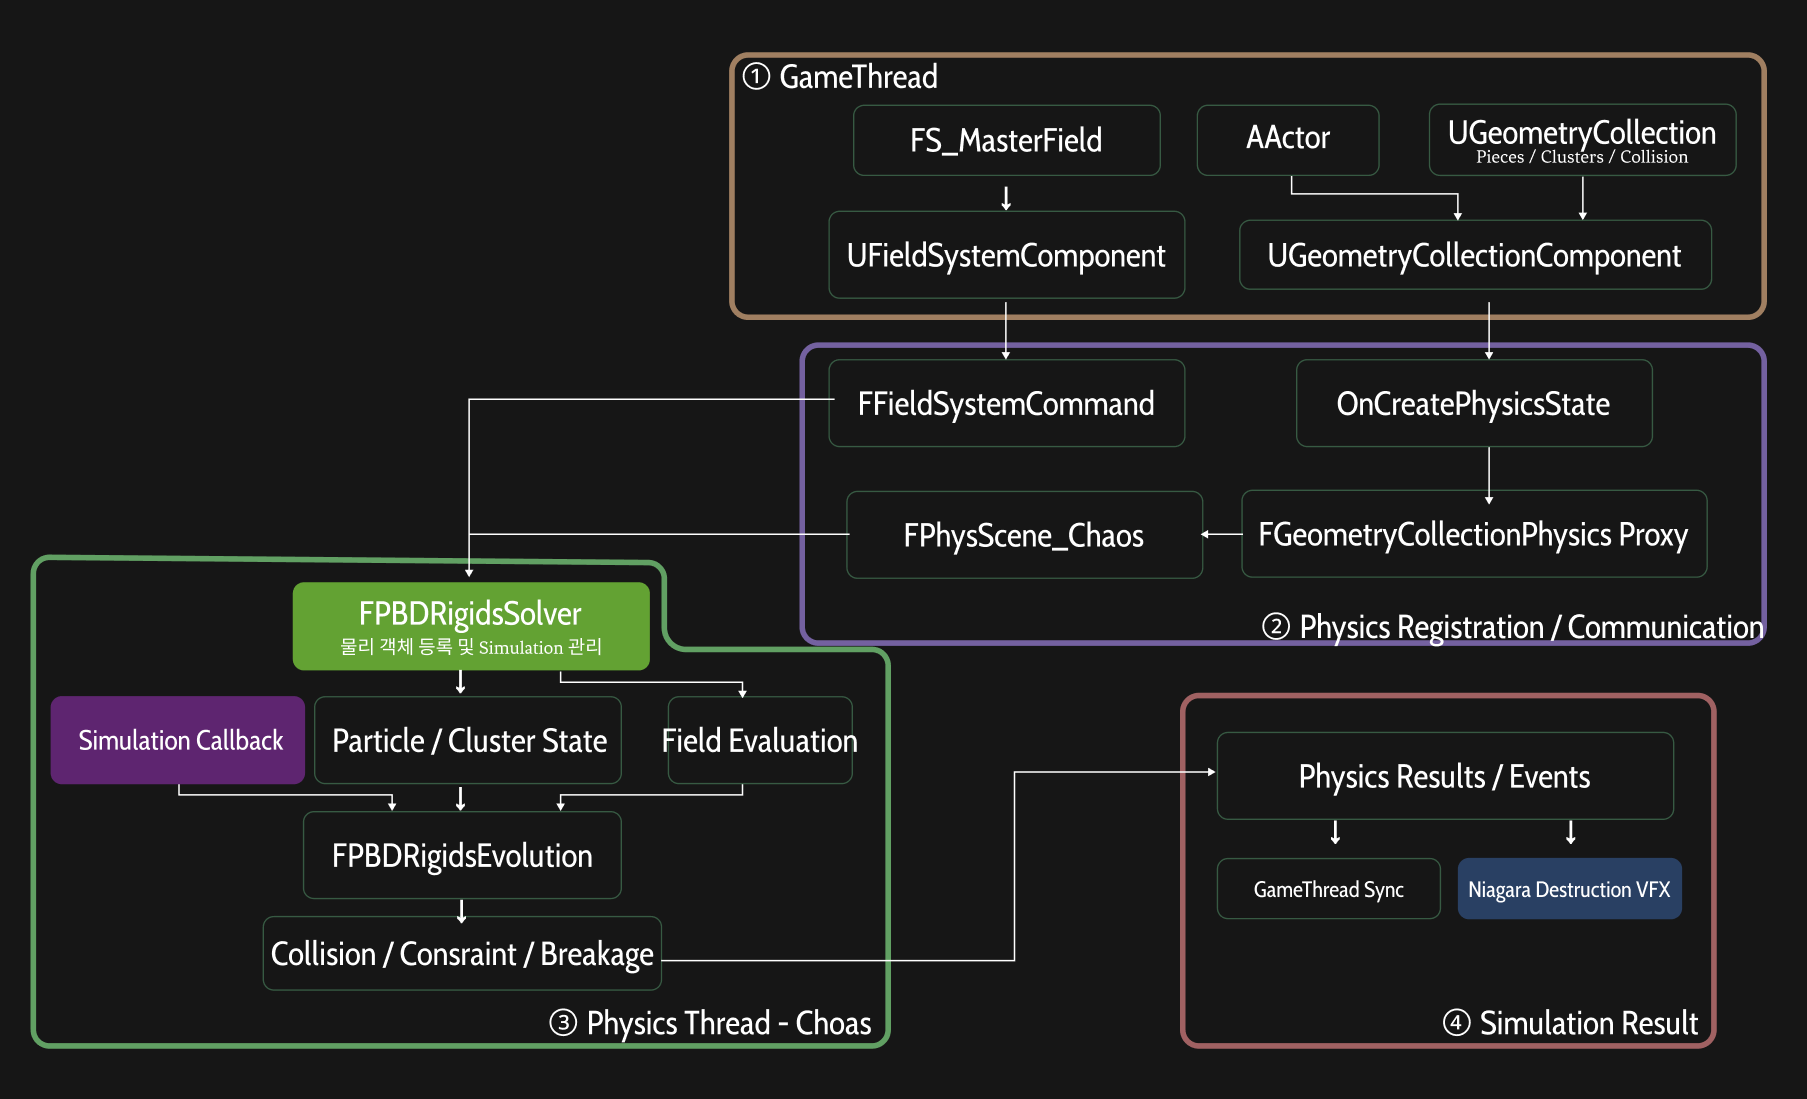 ① GameThread
FS_MasterField
AActor
UGeometryCollection
Pieces / Clusters / Collision
UFieldSystemComponent
UGeometryCollectionComponent
FFieldSystemCommand
OnCreatePhysicsState
FPhysScene_Chaos
FGeometryCollectionPhysics Proxy
② Physics Registration / Communication
FPBDRigidsSolver
물리 객체 등록 및 Simulation 관리
Simulation Callback
Particle / Cluster State
Field Evaluation
FPBDRigidsEvolution
Collision / Consraint / Breakage
③ Physics Thread - Choas
Physics Results / Events
GameThread Sync
Niagara Destruction VFX
④ Simulation Result